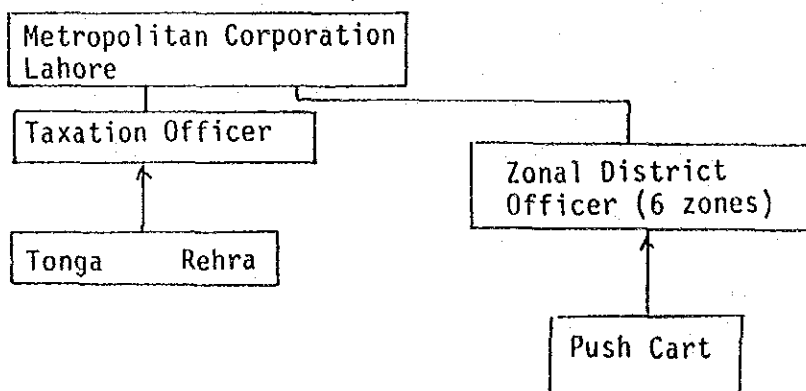 Metropolitan Corporation
Lahore
Taxation Officer
Zonal District
Officer (6 zones)
Tonga Rehra
Push Cart